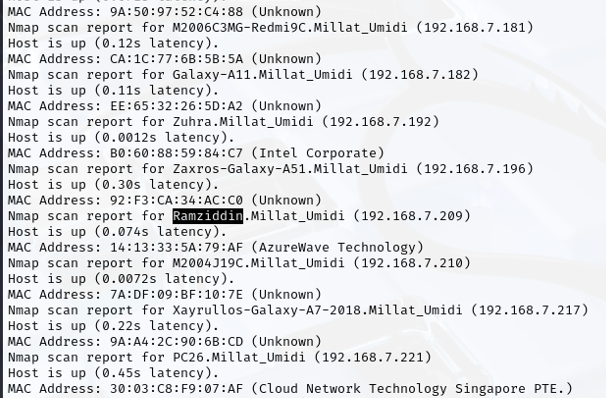 MAC Address: 9A:50:97:52:C4:88 (Unknown)
Nmap scan report for M2006C3MG-Redmi9C.Millat_Umidi (192.168.7.181)
Host is up (0.12s latency).
MAC Address: CA:1C:77:6B:5B:5A (Unknown)
Nmap scan report for Galaxy-A11.Millat_Umidi (192.168.7.182)
Host is up (0.11s latency).
MAC Address: EE:65:32:26:5D:A2 (Unknown)
Nmap scan report for Zuhra.Millat_Umidi (192.168.7.192)
Host is up (0.0012s latency).
MAC Address: B0:60:88:59:84:C7 (Intel Corporate)
Nmap scan report for Zaxros-Galaxy-A51.Millat_Umidi (192.168.7.196)
Host is up (0.30s latency).
MAC Address: 92:F3:CA:34:AC:C0 (Unknown)
Nmap scan report for Ramziddin.Millat_Umidi (192.168.7.209)
Host is up (0.074s latency).
MAC Address: 14:13:33:5A:79:AF (AzureWave Technology)
Nmap scan report for M2004J19C.Millat_Umidi (192.168.7.210)
Host is up (0.0072s latency).
MAC Address: 7A:DF:09:BF:10:7E (Unknown)
Nmap scan report for Xayrullos-Galaxy-A7-2018.Millat_Umidi (192.168.7.217)
Host is up (0.22s latency).
MAC Address: 9A:A4:2C:90:6B:CD (Unknown)
Nmap scan report for PC26.Millat_Umidi (192.168.7.221)
Host is up (0.45s latency).
MAC Address: 30:03:C8:F9:07:AF (Cloud Network Technology Singapore PTE.)